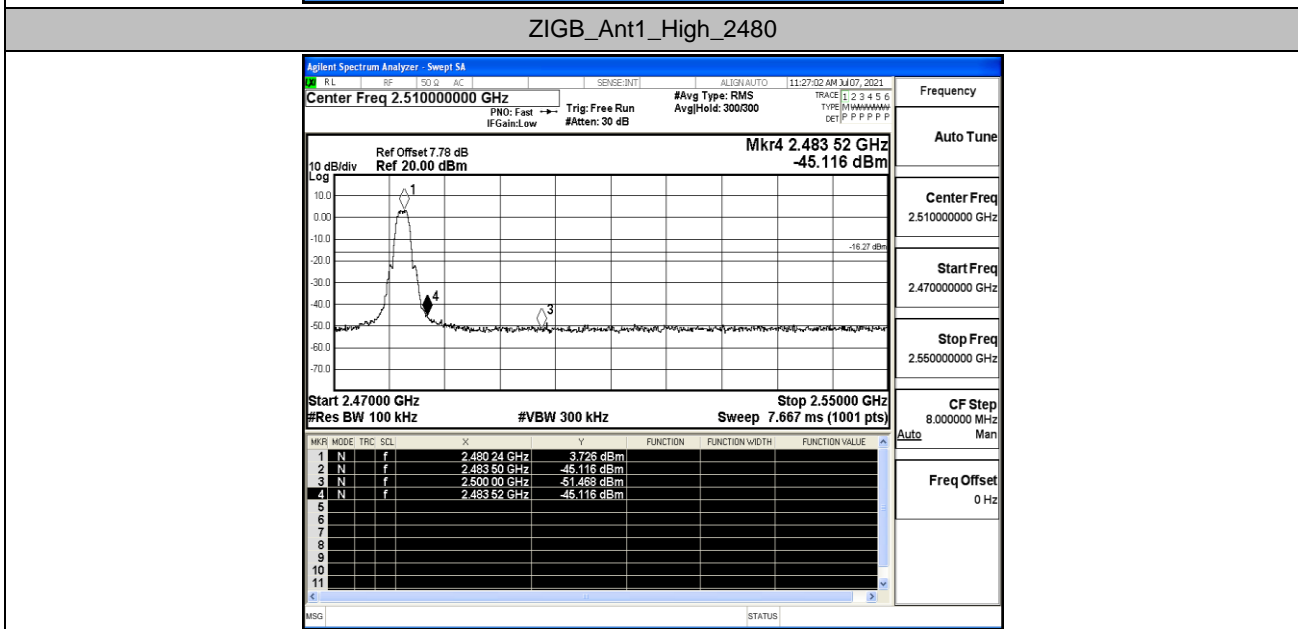 ZIGB_Ant1_High_2480
Agilent Spectrum Analyzer - Swept SA
RL RF 50 Ω AC SENSE:INT ALIGNAUTO 11:27:02 AM Jul 07, 2021
Center Freq 2.510000000 GHz
PNO: Fast
IFGain:Low
Trig: Free Run
#Atten: 30 dB
#Avg Type: RMS
Avg|Hold: 300/300
TRACE 1 2 3 4 5 6
TYPE
DET P P P P P P
Frequency
Auto Tune
Center Freq
2.510000000 GHz
Start Freq
2.470000000 GHz
Stop Freq
2.550000000 GHz
CF Step
8.000000 MHz
Auto Man
Freq Offset
0 Hz
Mkr4 2.483 52 GHz
-45.116 dBm
Ref Offset 7.78 dB
10 dB/div Ref 20.00 dBm
Log
10.0
0.00
-10.0
-20.0
-30.0
-40.0
-50.0
-60.0
-70.0
1
4
3
-16.27 dBm
Start 2.47000 GHz Stop 2.55000 GHz
#Res BW 100 kHz #VBW 300 kHz Sweep 7.667 ms (1001 pts)
MKR MODE TRC SCL X Y FUNCTION FUNCTION WIDTH FUNCTION VALUE
1 N f 2.480 24 GHz 3.726 dBm
2 N f 2.483 50 GHz -45.116 dBm
3 N f 2.500 00 GHz -51.468 dBm
4 N f 2.483 52 GHz -45.116 dBm
5
6
7
8
9
10
11
MSG STATUS